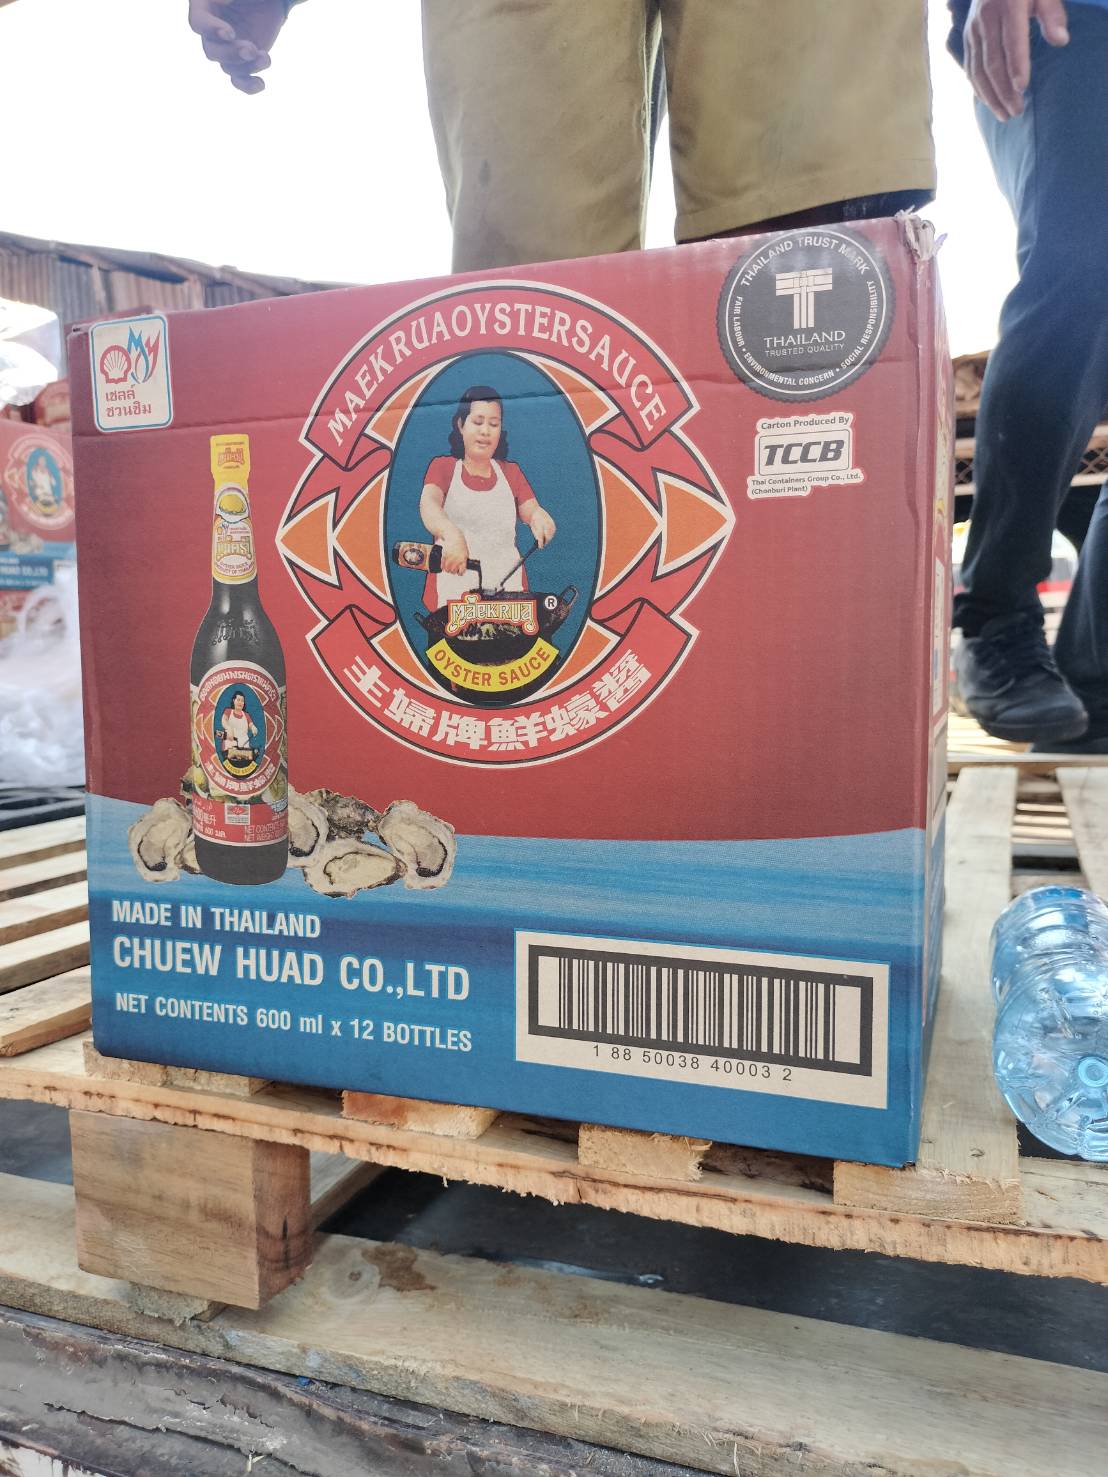 MAEKRUAOYSTERSAUCE
THAILAND TRUST MARK
THAILAND
TRUSTED QUALITY
FAIR LABOUR • ENVIRONMENTAL CONCERN • SOCIAL RESPONSIBILITY
เชลล์
ชวนชิม
Carton Produced By
TCCB
Thai Containers Group Co., Ltd.
(Chonburi Plant)
MAEKRUA ®
OYSTER SAUCE
主婦牌鮮蠔醬
MADE IN THAILAND
CHUEW HUAD CO.,LTD
NET CONTENTS 600 ml x 12 BOTTLES
1 88 50038 40003 2